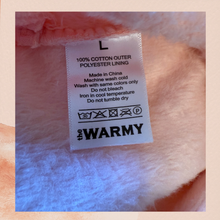 L
100% COTTON OUTER
POLYESTER LINING
Made in China
Machine wash cold
Wash with same colors only
Do not bleach
Iron in cool temperature
Do not tumble dry
the WARMY